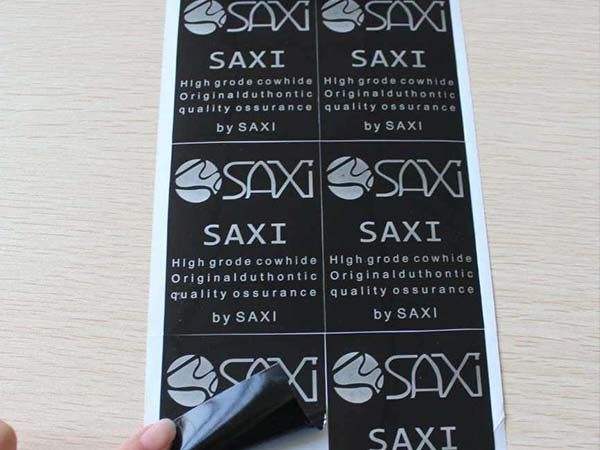 SAXi SAXi
SAXI SAXI
HIgh grode cowhide HIgh grode cowhide
Originalduthontic Originalduthontic
quality ossurance quality ossurance
by SAXI by SAXI
SAXi SAXi
SAXI SAXI
HIgh grode cowhide HIgh grode cowhide
Originalduthontic Originalduthontic
quality ossurance quality ossurance
by SAXI by SAXI
SAXi SAXi
SAXI